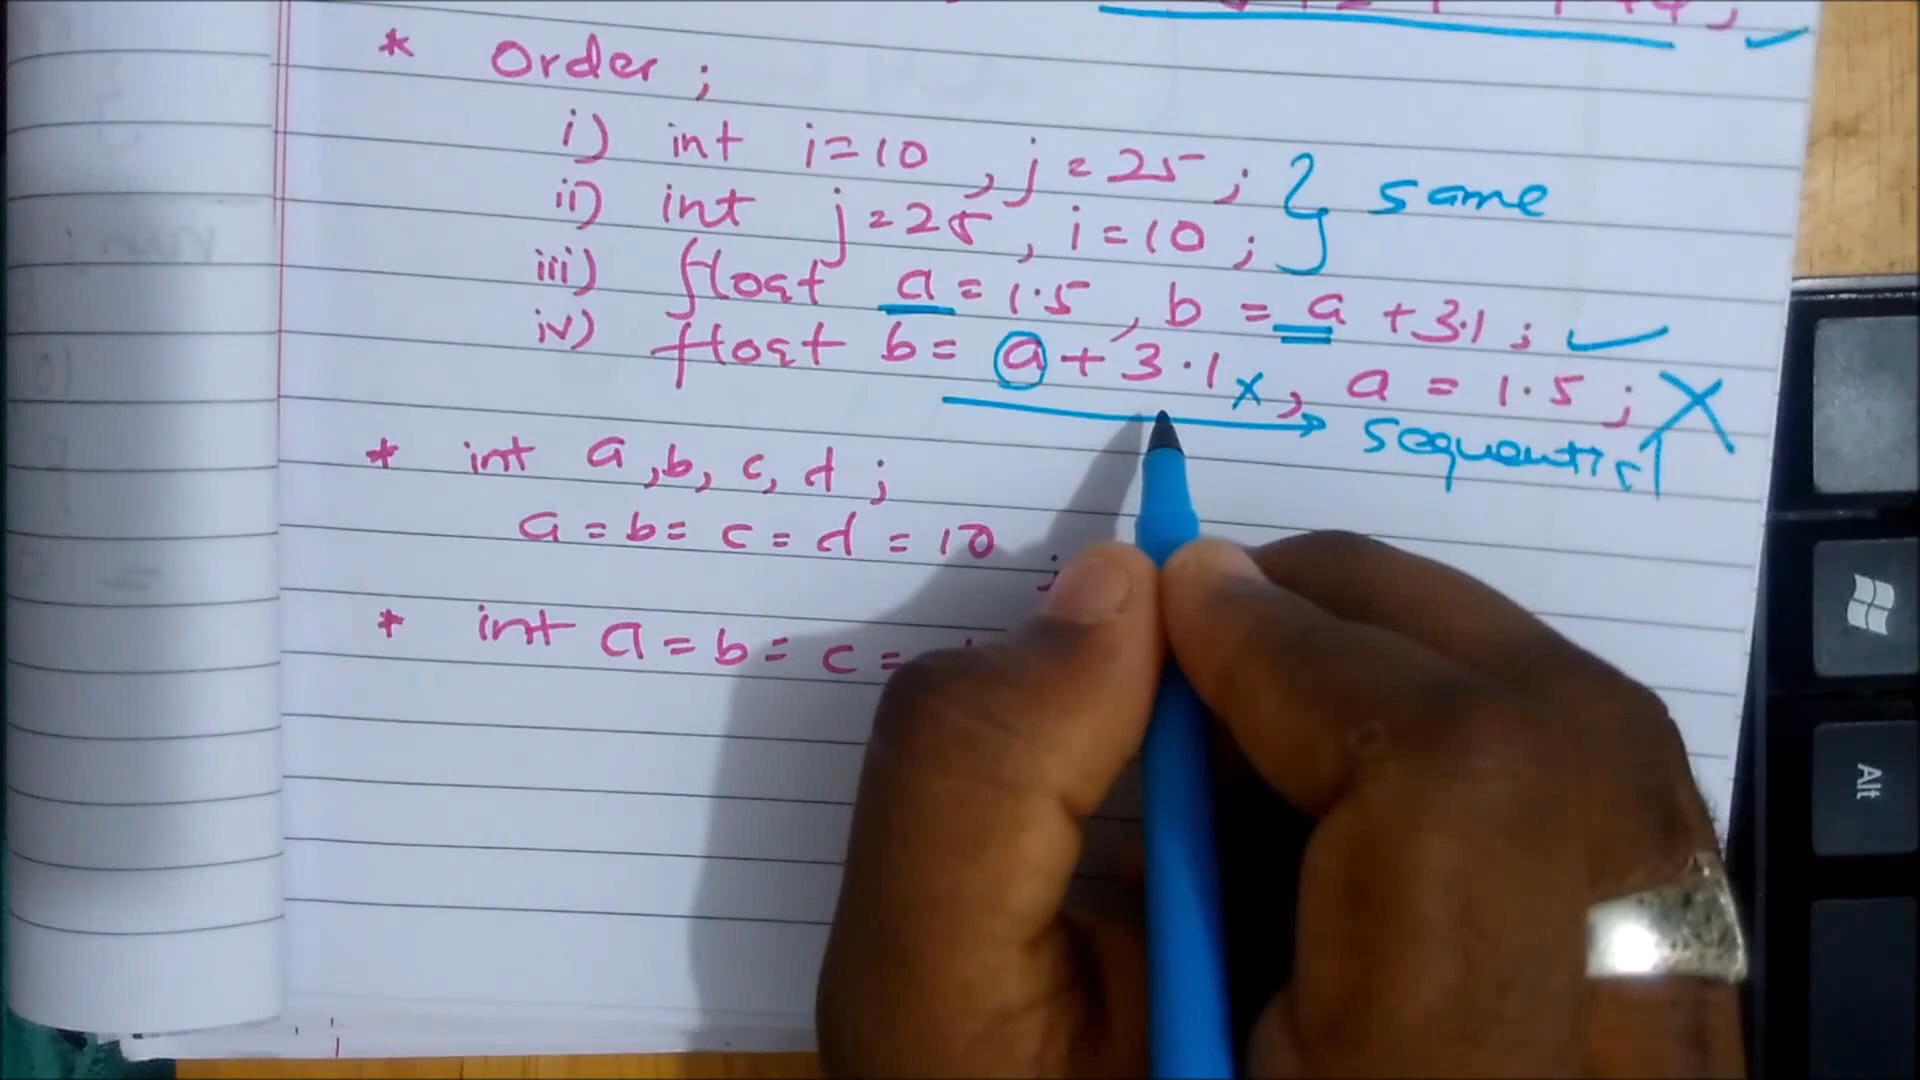 * Order ;
i) int i=10 , j=25 ; } same
ii) int j=25 , i=10 ;
iii) float a=1.5 , b = a +3.1 ; ✓
iv) float b= a + 3.1 x , a = 1.5 ; X
sequential
* int a ,b, c, d ;
a = b = c = d = 10 ;
* int a = b = c =
Alt